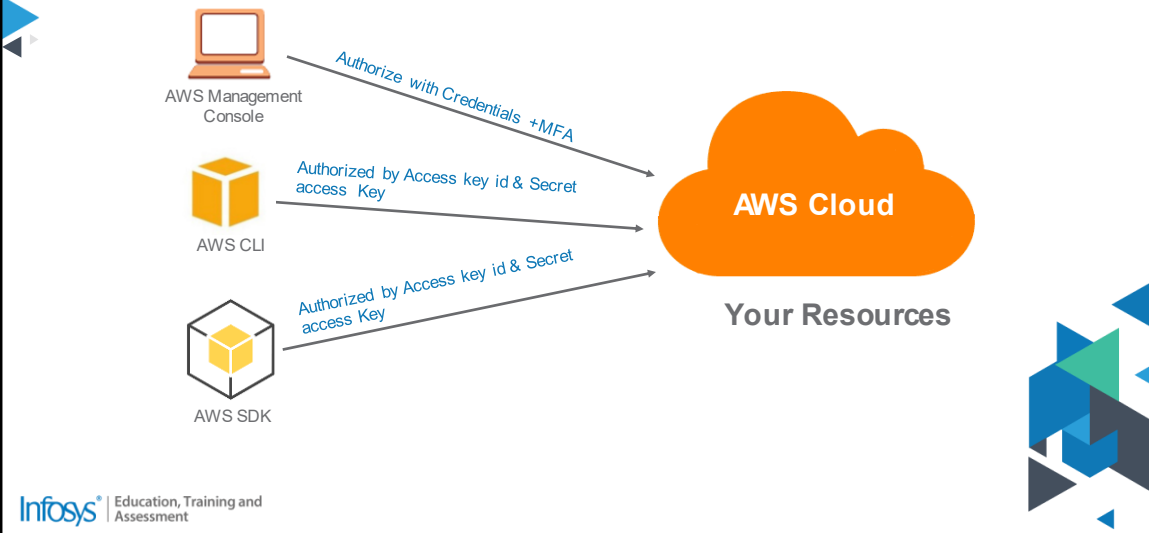 AWS Management
Console
Authorize with Credentials +MFA
AWS CLI
Authorized by Access key id & Secret
access Key
AWS SDK
Authorized by Access key id & Secret
access Key
AWS Cloud
Your Resources
Infosys® | Education, Training and
Assessment